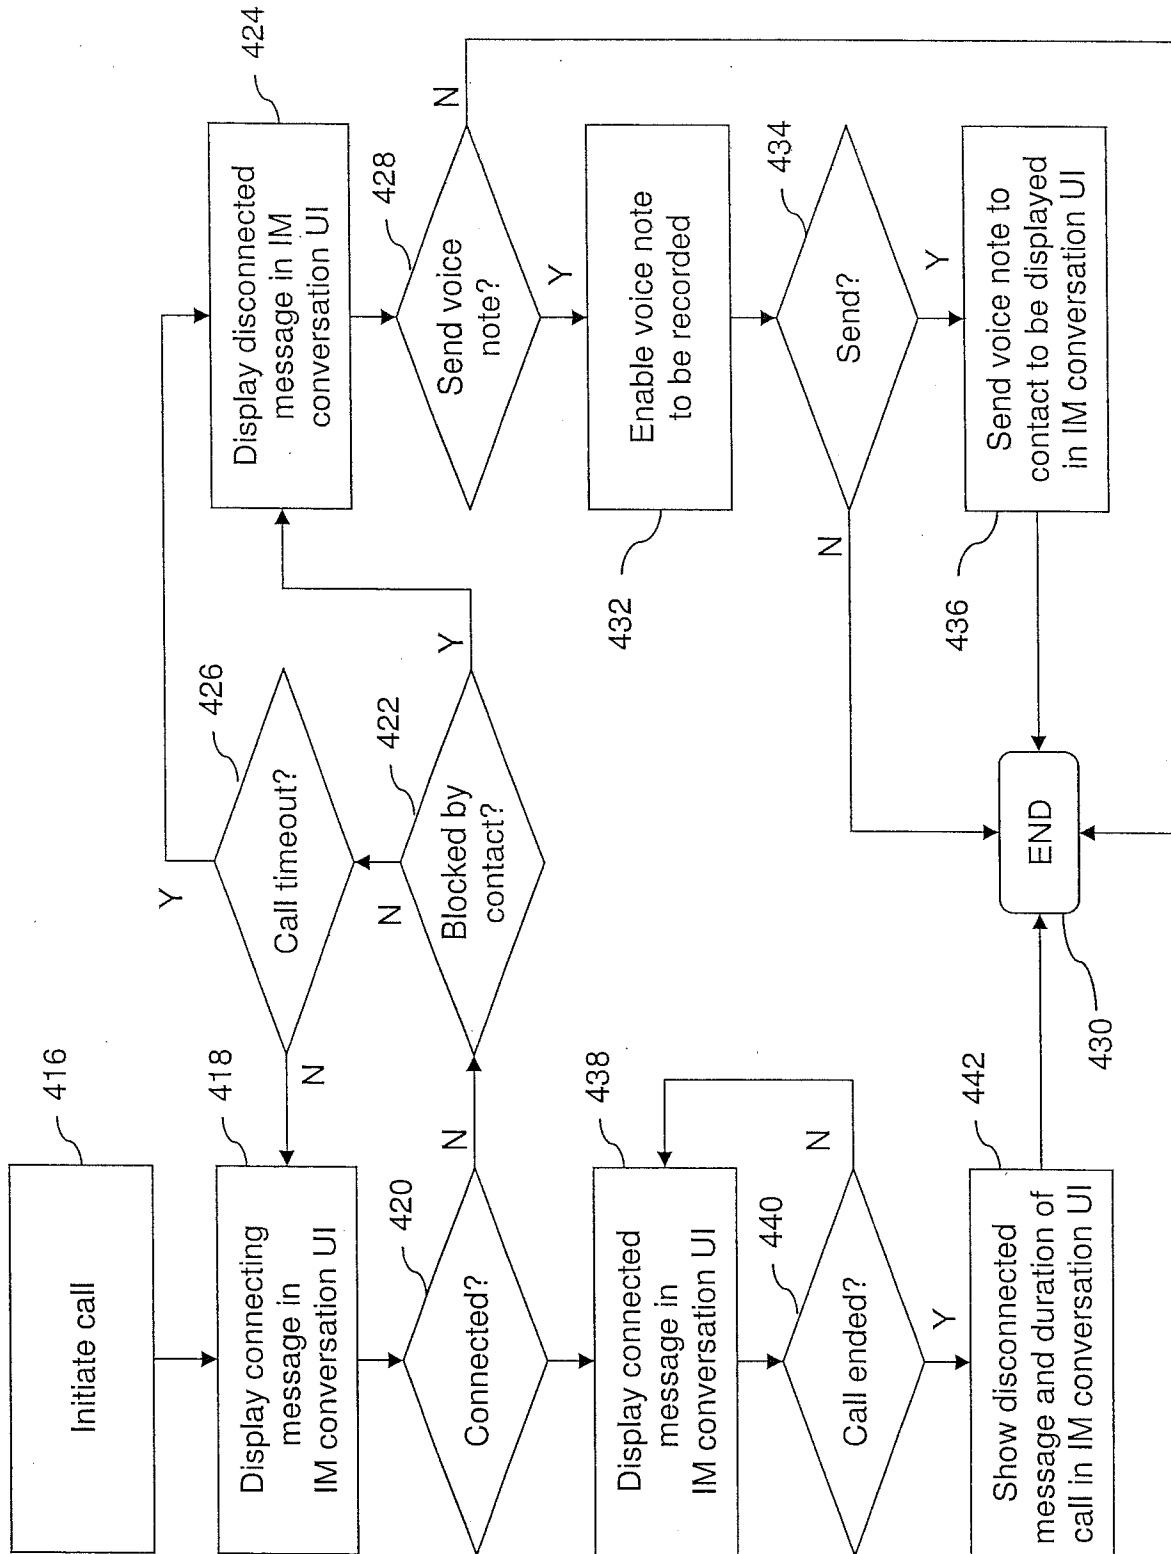 416
Initiate call
418
Display connecting
message in
IM conversation UI
N
420
Connected?
N
426
Call timeout?
Y
422
Blocked by
contact?
N
Y
424
Display disconnected
message in IM
conversation UI
428
Send voice
note?
N
Y
432
Enable voice note
to be recorded
434
Send?
N
Y
436
Send voice note to
contact to be displayed
in IM conversation UI
438
Display connected
message in
IM conversation UI
440
Call ended?
N
Y
442
Show disconnected
message and duration of
call in IM conversation UI
END
430